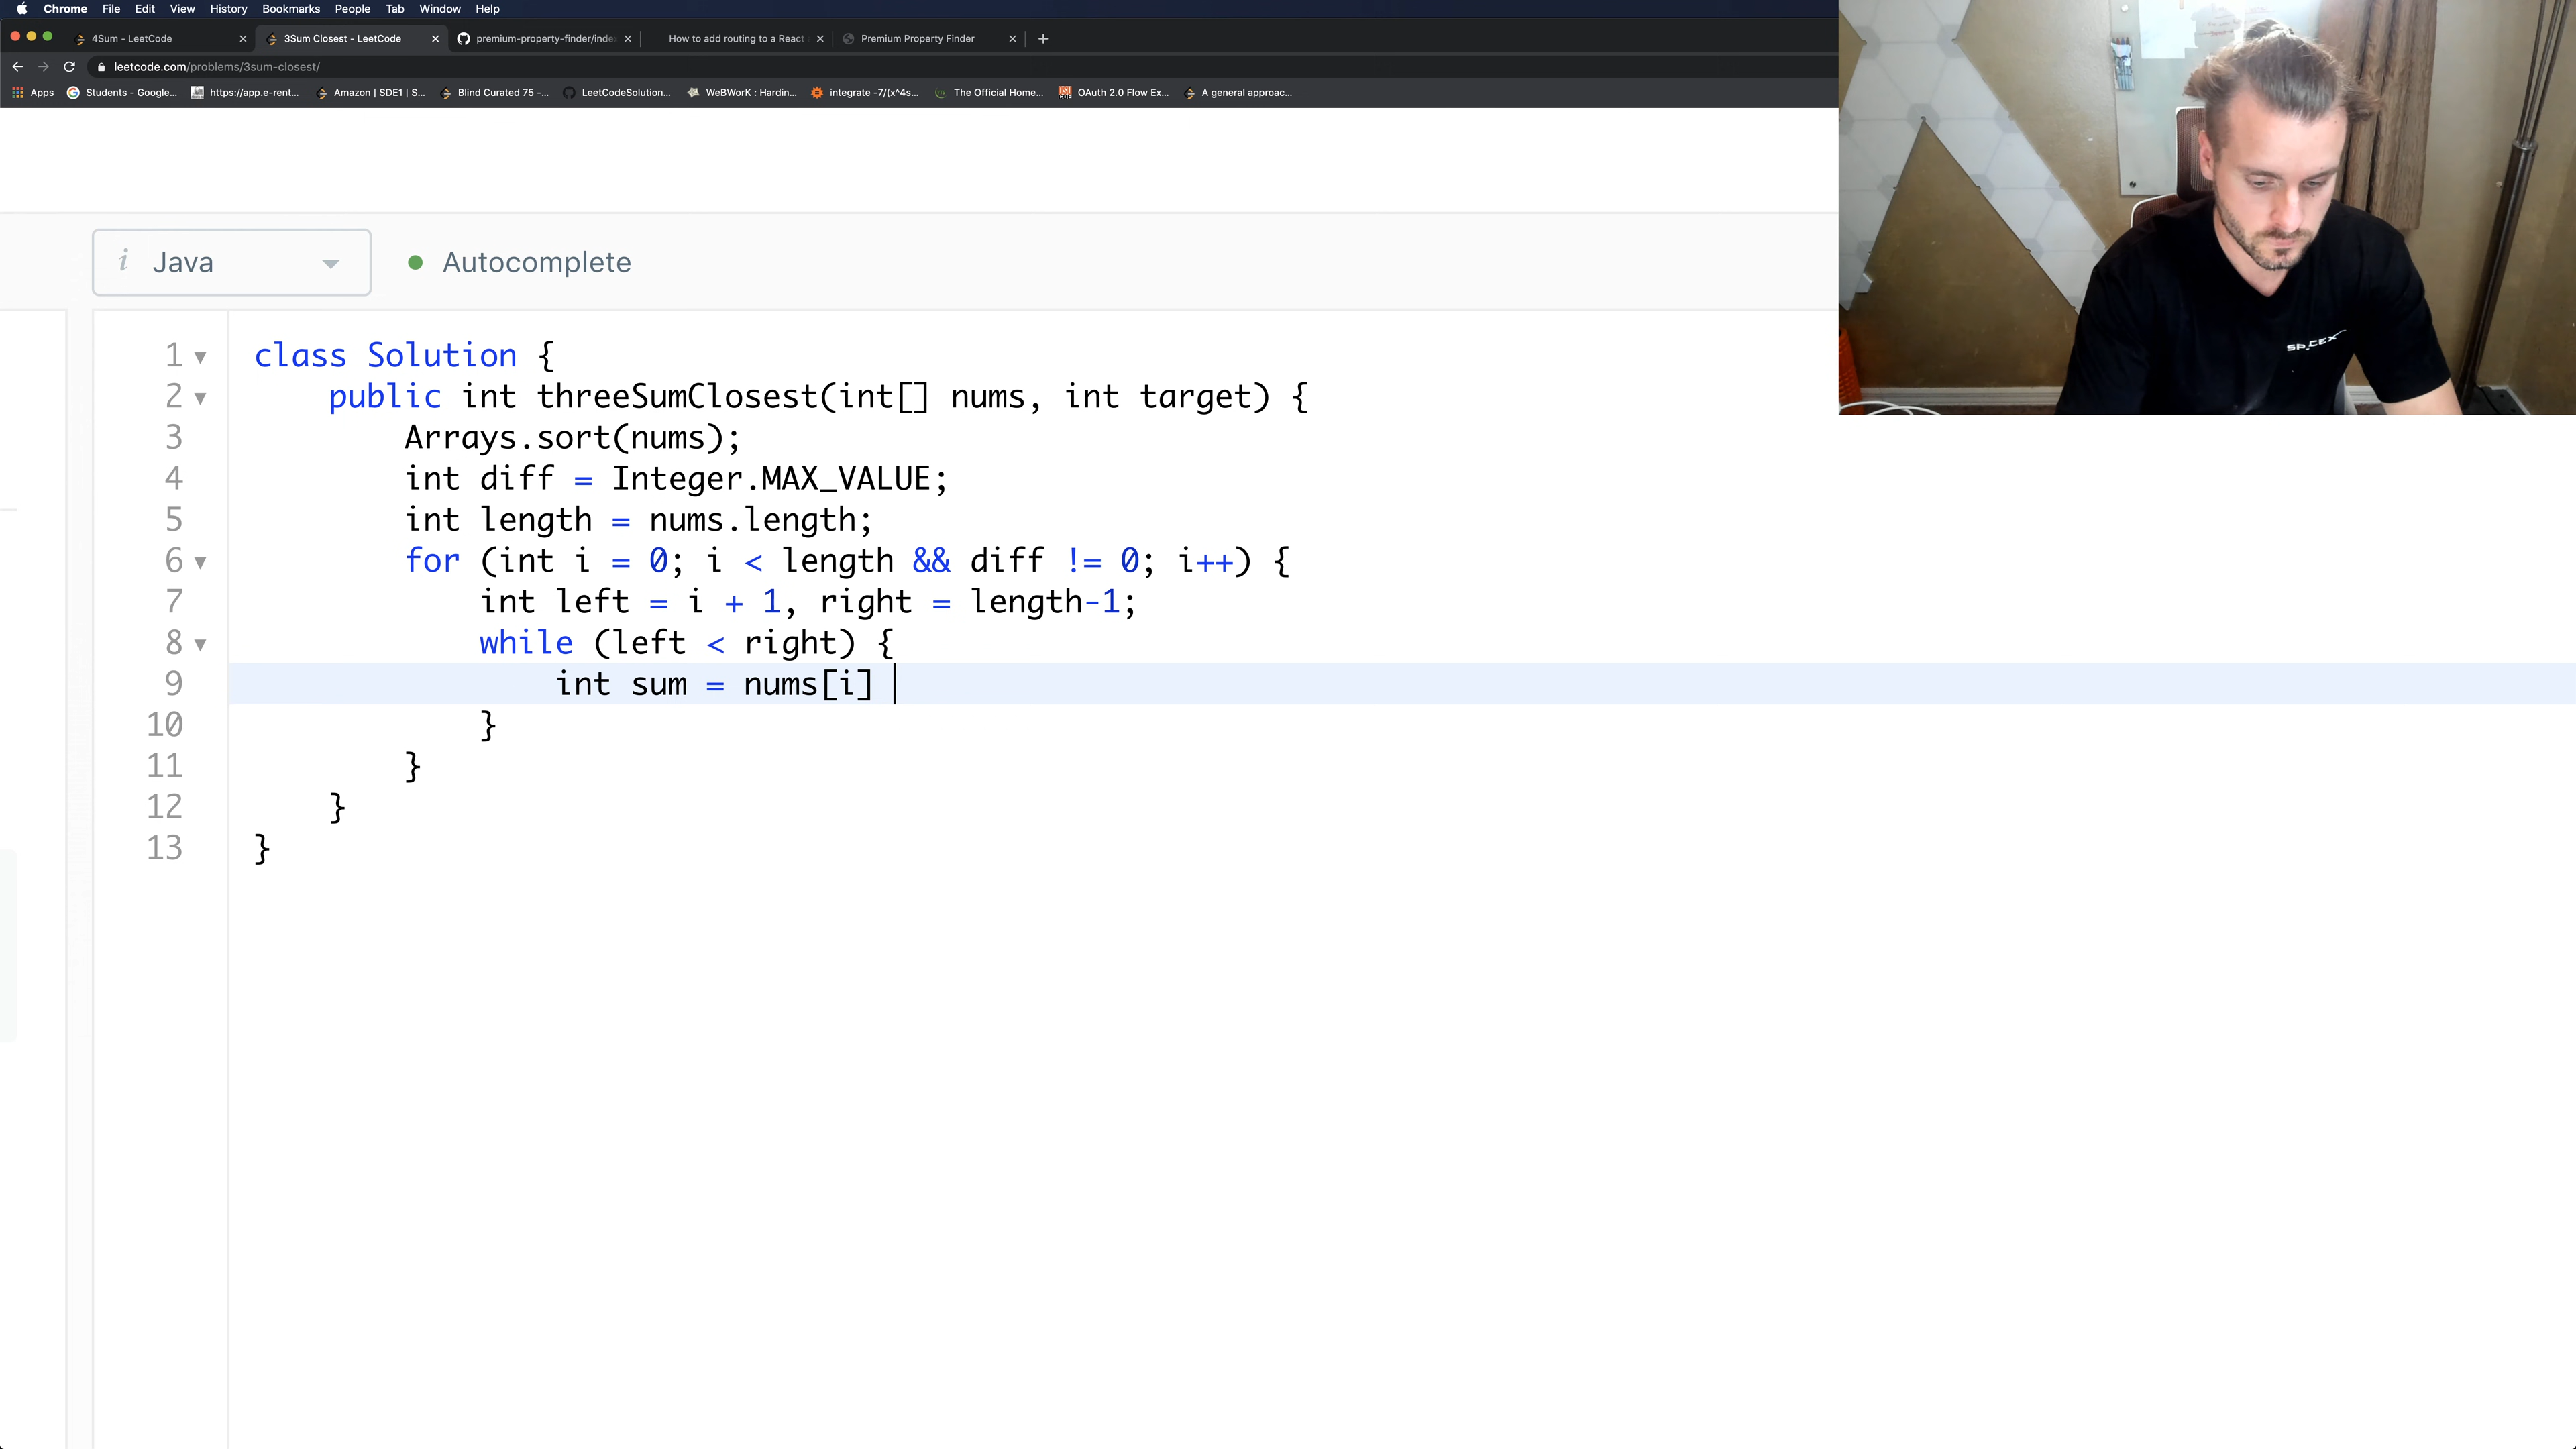 Chrome File Edit View History Bookmarks People Tab Window Help
4Sum - LeetCode
3Sum Closest - LeetCode
premium-property-finder/inde
How to add routing to a React
Premium Property Finder
leetcode.com/problems/3sum-closest/
Apps
Students - Google...
https://app.e-rent...
Amazon | SDE1 | S...
Blind Curated 75 -...
LeetCodeSolution...
WeBWorK : Hardin...
integrate -7/(x^4s...
The Official Home...
OAuth 2.0 Flow Ex...
A general approac...
SPACEX
i Java
Autocomplete
1 class Solution {
2 public int threeSumClosest(int[] nums, int target) {
3 Arrays.sort(nums);
4 int diff = Integer.MAX_VALUE;
5 int length = nums.length;
6 for (int i = 0; i < length && diff != 0; i++) {
7 int left = i + 1, right = length-1;
8 while (left < right) {
9 int sum = nums[i]
10 }
11 }
12 }
13 }